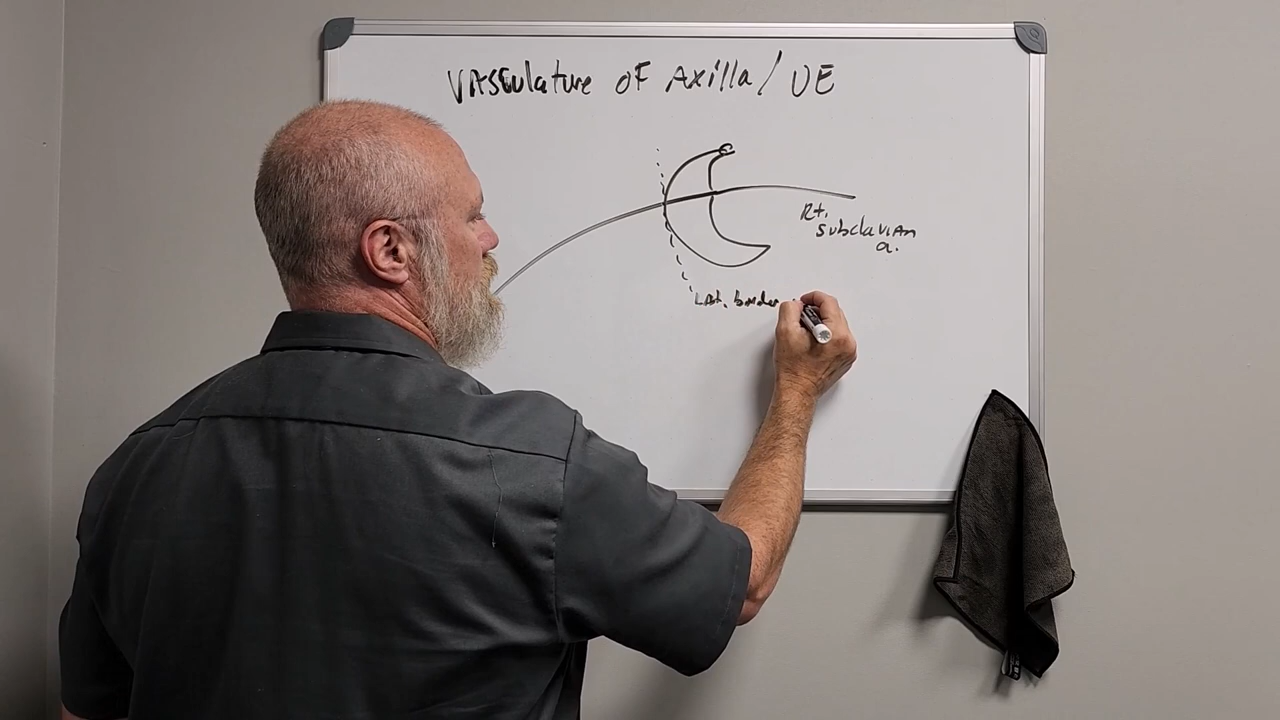 VASCulature OF Axilla/ UE
Rt.
subclavian
a.
Lat. border